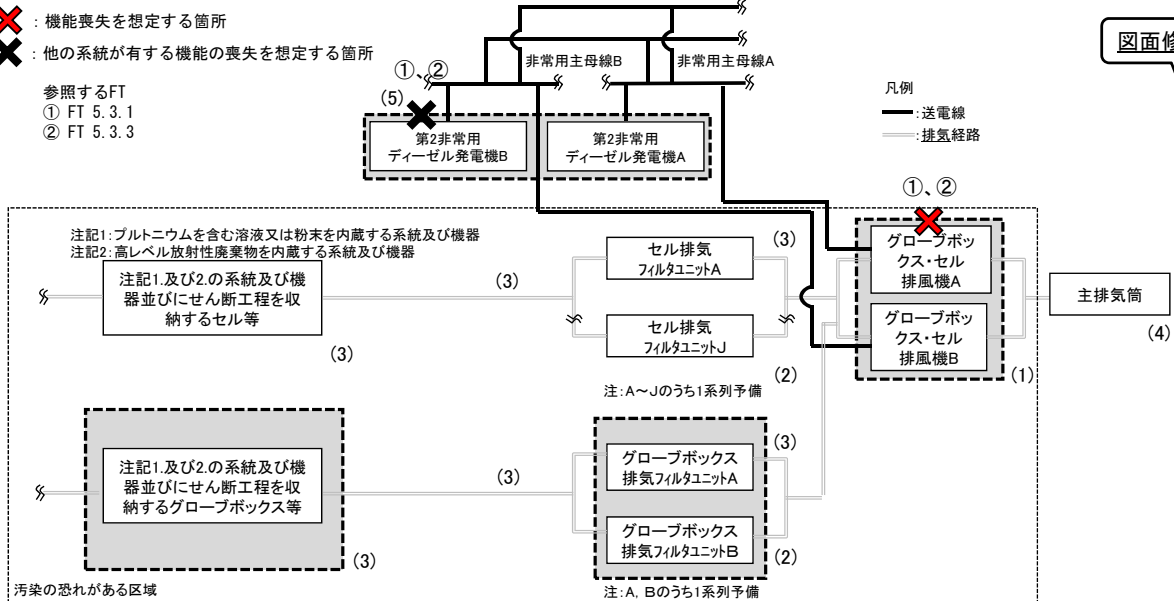 ：機能喪失を想定する箇所
：他の系統が有する機能の喪失を想定する箇所
参照するFT
① FT 5.3.1
② FT 5.3.3
①、②
(5)
非常用主母線B
非常用主母線A
第2非常用
ディーゼル発電機B
第2非常用
ディーゼル発電機A
図面修
凡例
：送電線
：排気経路
①、②
注記1：プルトニウムを含む溶液又は粉末を内蔵する系統及び機器
注記2：高レベル放射性廃棄物を内蔵する系統及び機器
注記1.及び2.の系統及び機
器並びにせん断工程を収
納するセル等
(3)
(3)
セル排気
フィルタユニットA
(3)
セル排気
フィルタユニットJ
(2)
注：A～Jのうち1系列予備
グローブボッ
クス・セル
排風機A
グローブボッ
クス・セル
排風機B
(1)
主排気筒
(4)
注記1.及び2.の系統及び機
器並びにせん断工程を収
納するグローブボックス等
(3)
(3)
グローブボックス
排気フィルタユニットA
(3)
グローブボックス
排気フィルタユニットB
(2)
注：A, Bのうち1系列予備
汚染の恐れがある区域